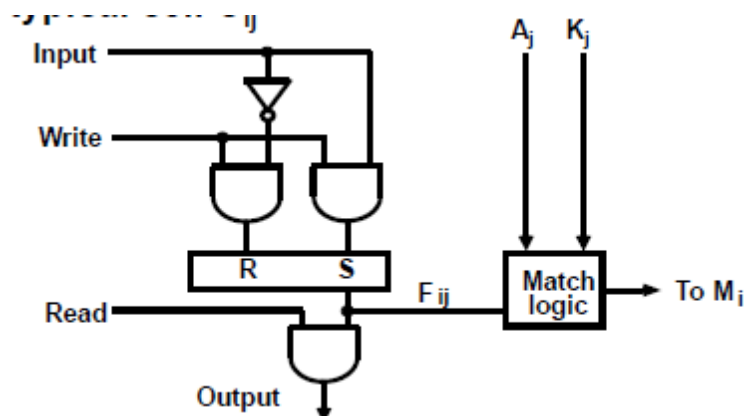 Input
A j K j
Write
R S
Match
logic
F ij
To M i
Read
Output